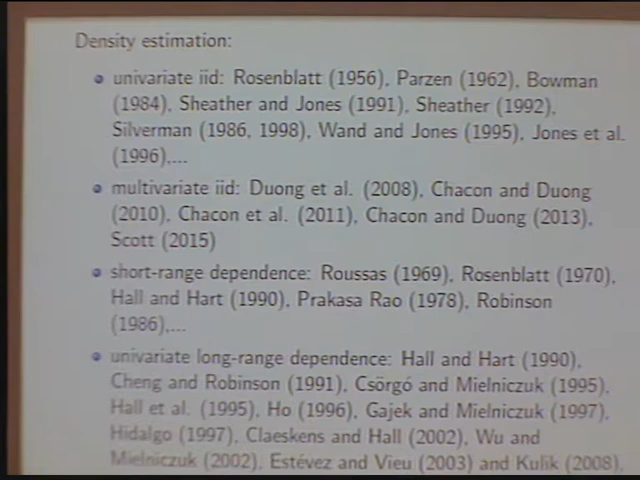 Density estimation:
univariate iid: Rosenblatt (1956), Parzen (1962), Bowman
(1984), Sheather and Jones (1991), Sheather (1992),
Silverman (1986, 1998), Wand and Jones (1995), Jones et al.
(1996),...
multivariate iid: Duong et al. (2008), Chacon and Duong
(2010), Chacon et al. (2011), Chacon and Duong (2013),
Scott (2015)
short-range dependence: Roussas (1969), Rosenblatt (1970),
Hall and Hart (1990), Prakasa Rao (1978), Robinson
(1986),...
univariate long-range dependence: Hall and Hart (1990),
Cheng and Robinson (1991), Csörgó and Mielniczuk (1995),
Hall et al. (1995), Ho (1996), Gajek and Mielniczuk (1997),
Hidalgo (1997), Claeskens and Hall (2002), Wu and
Mielniczuk (2002), Estévez and Vieu (2003) and Kulik (2008),